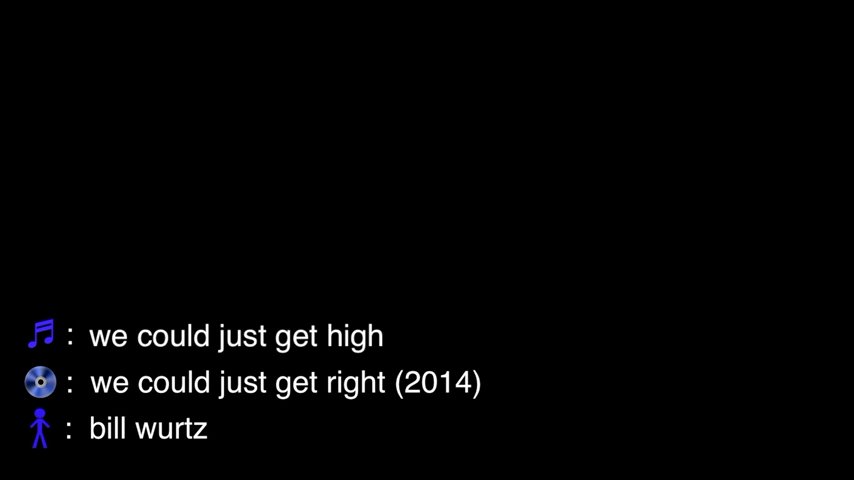 : we could just get high
: we could just get right (2014)
: bill wurtz